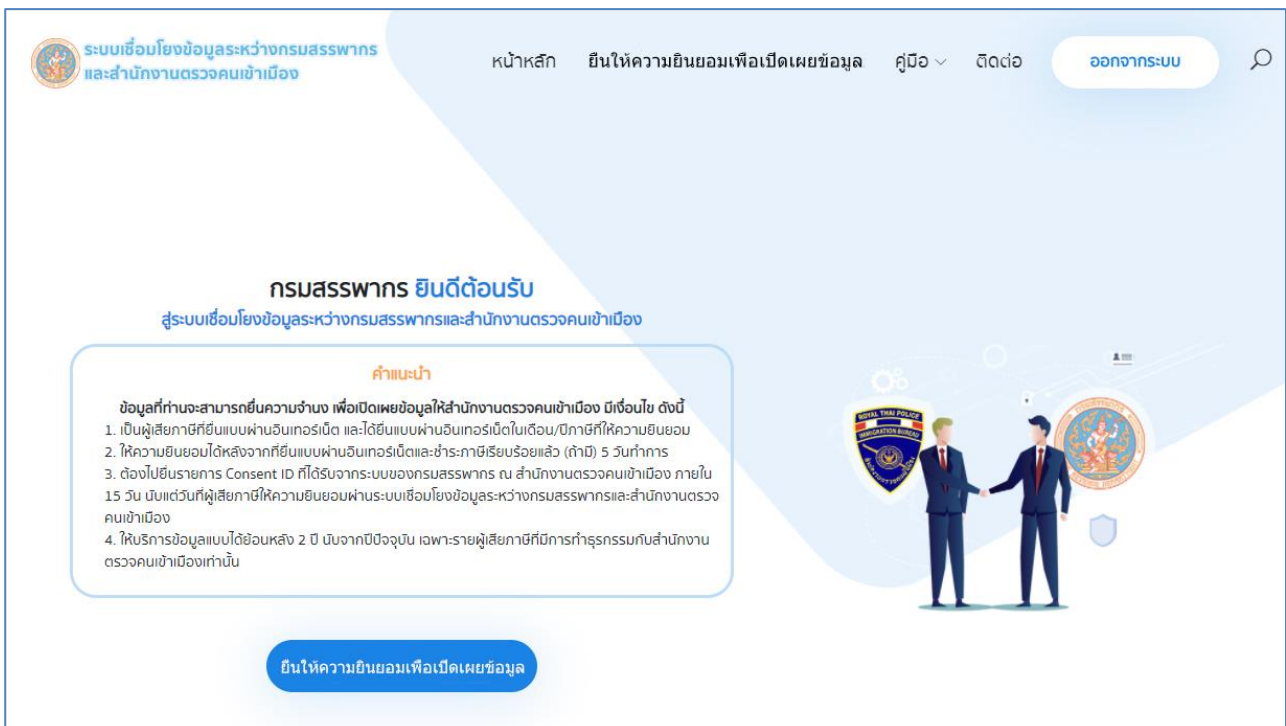 ระบบเชื่อมโยงข้อมูลระหว่างกรมสรรพากร
และสำนักงานตรวจคนเข้าเมือง
หน้าหลัก ยื่นให้ความยินยอมเพื่อเปิดเผยข้อมูล คู่มือ ติดต่อ ออกจากระบบ
กรมสรรพากร ยินดีต้อนรับ
สู่ระบบเชื่อมโยงข้อมูลระหว่างกรมสรรพากรและสำนักงานตรวจคนเข้าเมือง
คำแนะนำ
ข้อมูลที่ท่านจะสามารถยื่นความจำนง เพื่อเปิดเผยข้อมูลให้สำนักงานตรวจคนเข้าเมือง มีเงื่อนไข ดังนี้
1. เป็นผู้เสียภาษีที่ยื่นแบบผ่านอินเทอร์เน็ต และได้ยื่นแบบผ่านอินเทอร์เน็ตในเดือน/ปีภาษีที่ให้ความยินยอม
2. ให้ความยินยอมได้หลังจากที่ยื่นแบบผ่านอินเทอร์เน็ตและชำระภาษีเรียบร้อยแล้ว (ถ้ามี) 5 วันทำการ
3. ต้องไปยื่นรายการ Consent ID ที่ได้รับจากระบบของกรมสรรพากร ณ สำนักงานตรวจคนเข้าเมือง ภายใน
15 วัน นับแต่วันที่ผู้เสียภาษีให้ความยินยอมผ่านระบบเชื่อมโยงข้อมูลระหว่างกรมสรรพากรและสำนักงานตรวจ
คนเข้าเมือง
4. ให้บริการข้อมูลแบบได้ย้อนหลัง 2 ปี นับจากปีปัจจุบัน เฉพาะรายผู้เสียภาษีที่มีการทำธุรกรรมกับสำนักงาน
ตรวจคนเข้าเมืองเท่านั้น
ROYAL THAI POLICE
IMMIGRATION BUREAU
สำนักงานตรวจคนเข้าเมือง
ยื่นให้ความยินยอมเพื่อเปิดเผยข้อมูล